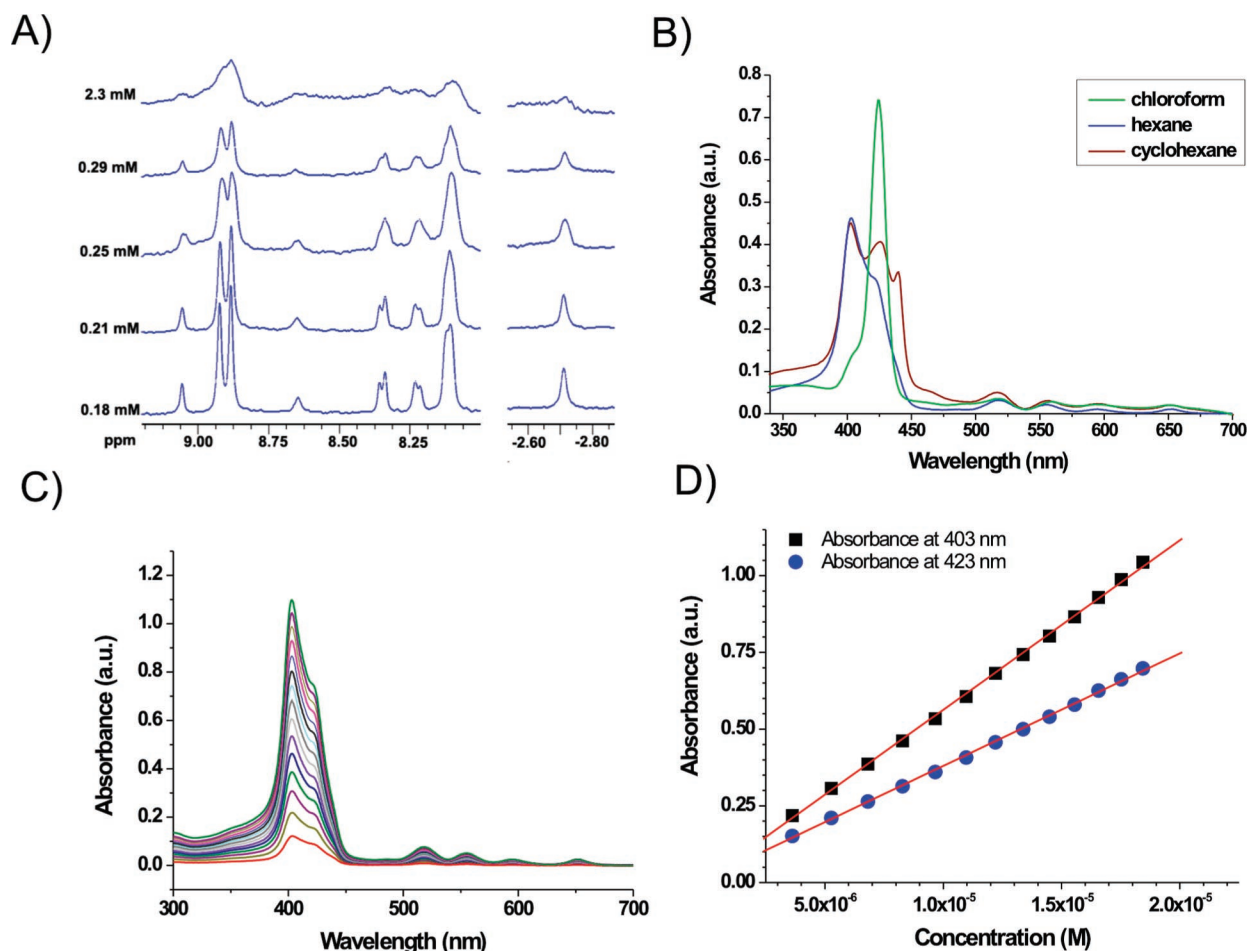 A)
2.3 mM
0.29 mM
0.25 mM
0.21 mM
0.18 mM
ppm 9.00 8.75 8.50 8.25 -2.60 -2.80
B)
0.8
0.7
0.6
0.5
0.4
0.3
0.2
0.1
0.0
Absorbance (a.u.)
chloroform
hexane
cyclohexane
350 400 450 500 550 600 650 700
Wavelength (nm)
C)
1.2
1.0
0.8
0.6
0.4
0.2
0.0
Absorbance (a.u.)
300 400 500 600 700
Wavelength (nm)
D)
Absorbance at 403 nm
Absorbance at 423 nm
1.00
0.75
0.50
0.25
0.00
Absorbance (a.u.)
5.0x10⁻⁶ 1.0x10⁻⁵ 1.5x10⁻⁵ 2.0x10⁻⁵
Concentration (M)